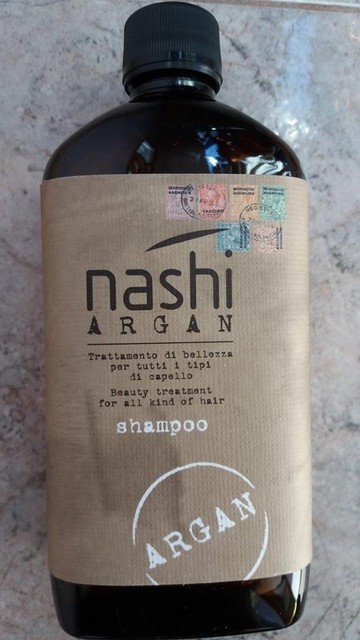 nashi
ARGAN
Trattamento di bellezza
per tutti i tipi
di capello
Beauty treatment
for all kind of hair
shampoo
ARGAN